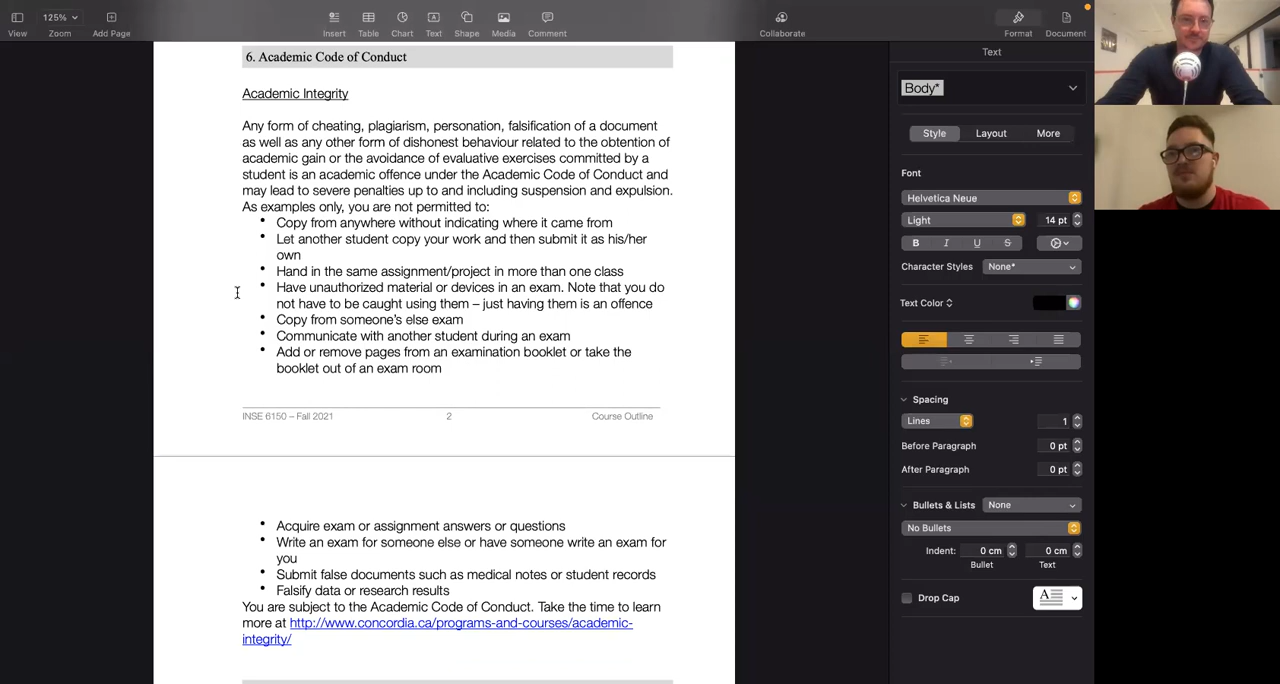 125%
View
Zoom
Add Page
Insert
Table
Chart
Text
Shape
Media
Comment
Collaborate
Format
Document
6. Academic Code of Conduct
Academic Integrity
Any form of cheating, plagiarism, personation, falsification of a document
as well as any other form of dishonest behaviour related to the obtention of
academic gain or the avoidance of evaluative exercises committed by a
student is an academic offence under the Academic Code of Conduct and
may lead to severe penalties up to and including suspension and expulsion.
As examples only, you are not permitted to:
• Copy from anywhere without indicating where it came from
• Let another student copy your work and then submit it as his/her
own
• Hand in the same assignment/project in more than one class
• Have unauthorized material or devices in an exam. Note that you do
not have to be caught using them – just having them is an offence
• Copy from someone's else exam
• Communicate with another student during an exam
• Add or remove pages from an examination booklet or take the
booklet out of an exam room
INSE 6150 – Fall 2021 2 Course Outline
• Acquire exam or assignment answers or questions
• Write an exam for someone else or have someone write an exam for
you
• Submit false documents such as medical notes or student records
• Falsify data or research results
You are subject to the Academic Code of Conduct. Take the time to learn
more at http://www.concordia.ca/programs-and-courses/academic-
integrity/
Text
Body*
Style Layout More
Font
Helvetica Neue
Light 14 pt
B I U S
Character Styles None*
Text Color
Spacing
Lines 1
Before Paragraph 0 pt
After Paragraph 0 pt
Bullets & Lists None
No Bullets
Indent: 0 cm 0 cm
Bullet Text
Drop Cap A